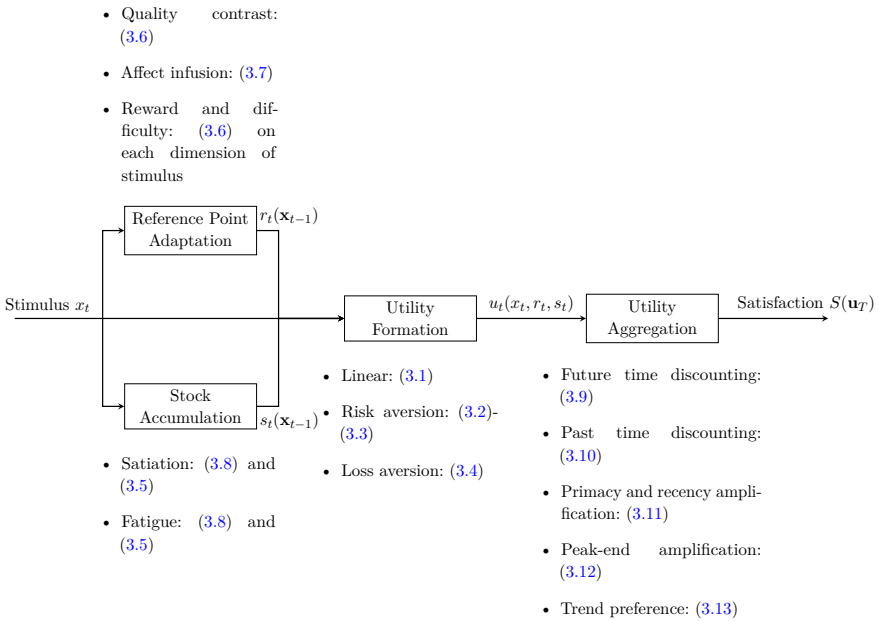 • Quality contrast:
(3.6)
• Affect infusion: (3.7)
• Reward and dif-
ficulty: (3.6) on
each dimension of
stimulus
Reference Point
Adaptation
r_t(x_{t−1})
Stimulus x_t
Utility
Formation
u_t(x_t, r_t, s_t)
Utility
Aggregation
Satisfaction S(u_T)
Stock
Accumulation
s_t(x_{t−1})
• Satiation: (3.8) and
(3.5)
• Fatigue: (3.8) and
(3.5)
• Linear: (3.1)
• Risk aversion: (3.2)-
(3.3)
• Loss aversion: (3.4)
• Future time discounting:
(3.9)
• Past time discounting:
(3.10)
• Primacy and recency ampli-
fication: (3.11)
• Peak-end amplification:
(3.12)
• Trend preference: (3.13)